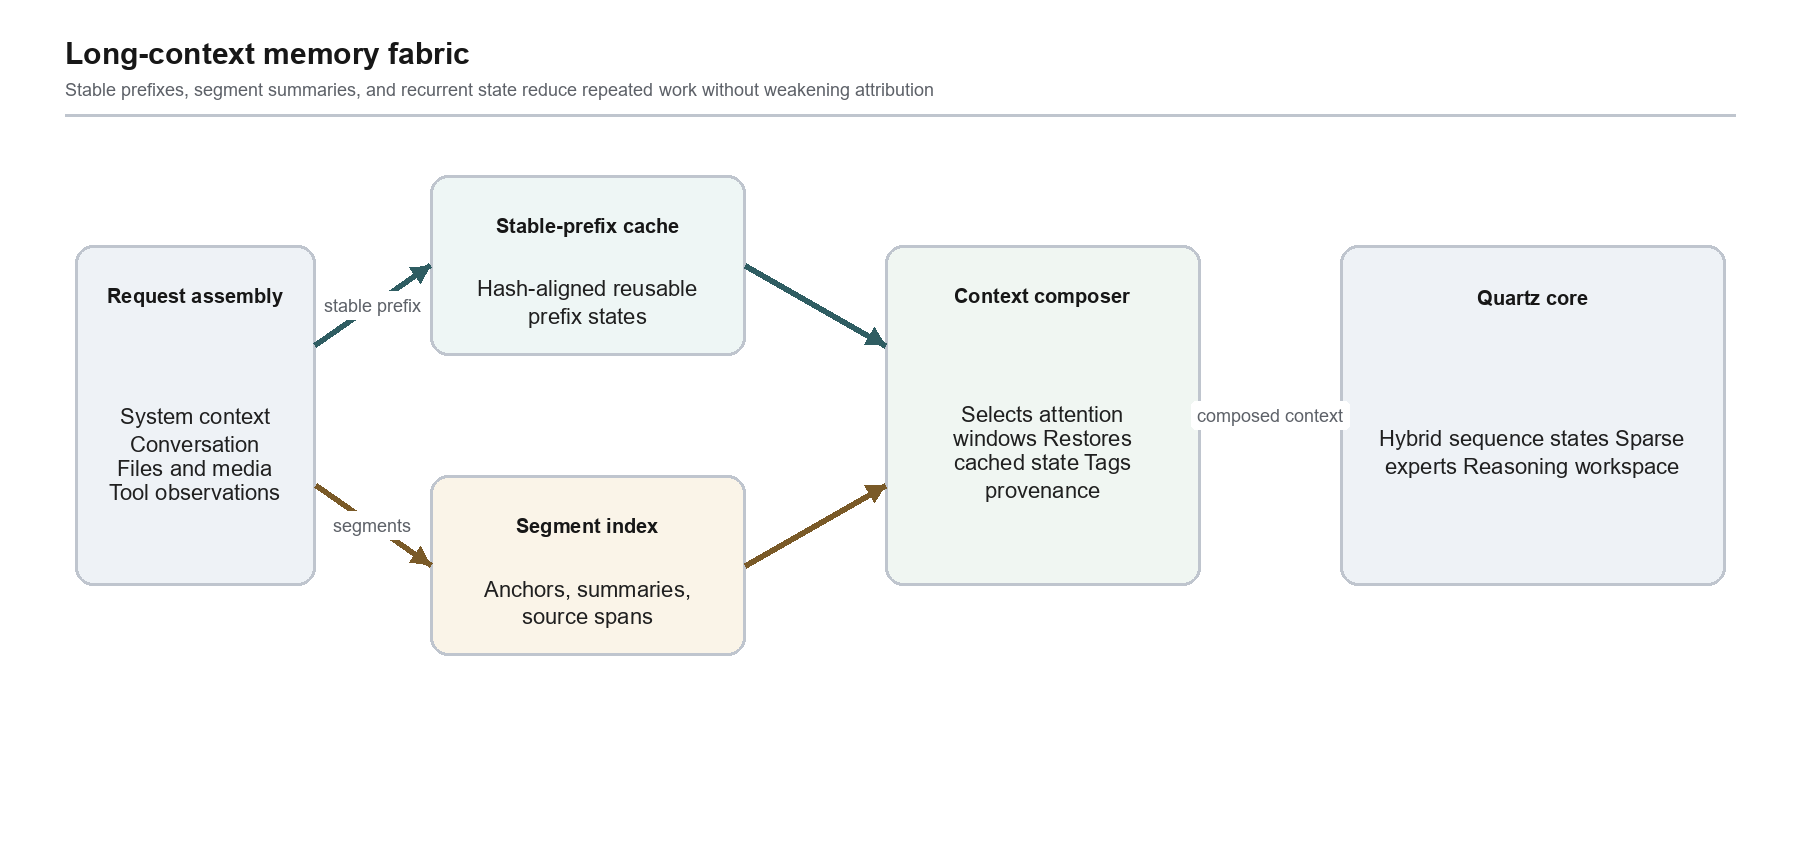 Long-context memory fabric
Stable prefixes, segment summaries, and recurrent state reduce repeated work without weakening attribution
Request assembly
System context
Conversation
Files and media
Tool observations
stable prefix
segments
Stable-prefix cache
Hash-aligned reusable
prefix states
Segment index
Anchors, summaries,
source spans
Context composer
Selects attention
windows Restores
cached state Tags
provenance
composed context
Quartz core
Hybrid sequence states Sparse
experts Reasoning workspace